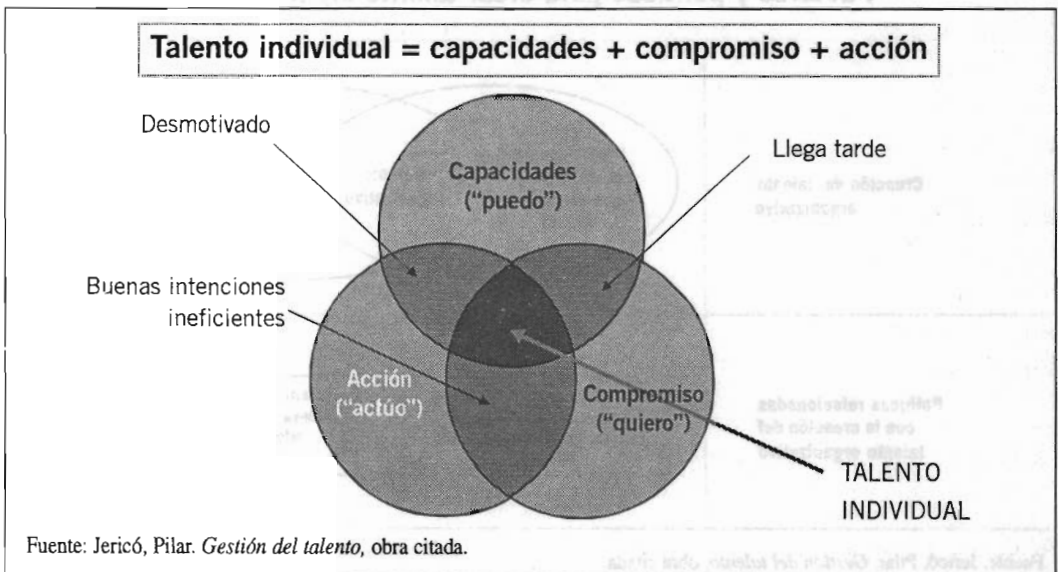 Talento individual = capacidades + compromiso + acción
Desmotivado
Llega tarde
Capacidades
("puedo")
Buenas intenciones
ineficientes
Acción
("actúo")
Compromiso
("quiero")
TALENTO
INDIVIDUAL
Fuente: Jericó, Pilar. Gestión del talento, obra citada.